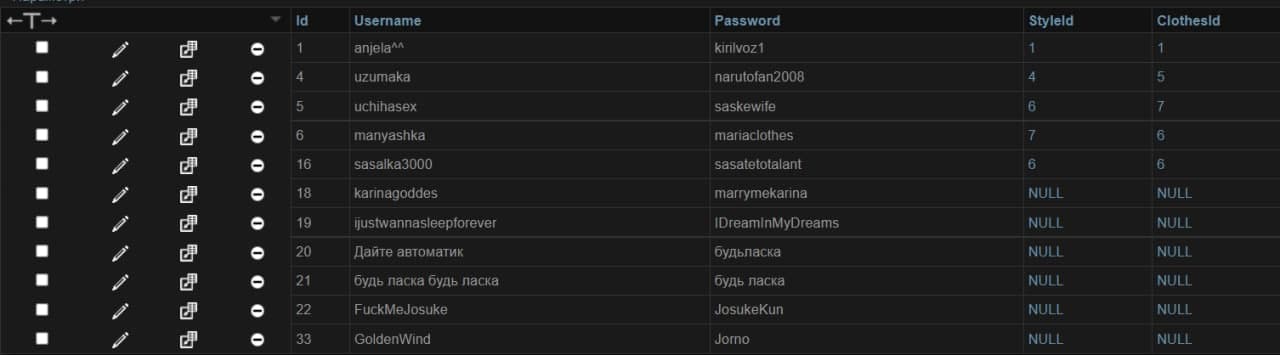 Id Username Password StyleId ClothesId
1 anjela^^ kirilvoz1 1 1
4 uzumaka narutofan2008 4 5
5 uchihasex saskewife 6 7
6 manyashka mariaclothes 7 6
16 sasalka3000 sasatetotalant 6 6
18 karinagoddes marrymekarina NULL NULL
19 ijustwannasleepforever IDreamInMyDreams NULL NULL
20 Дайте автоматик будьласка NULL NULL
21 будь ласка будь ласка будь ласка NULL NULL
22 FuckMeJosuke JosukeKun NULL NULL
33 GoldenWind Jorno NULL NULL